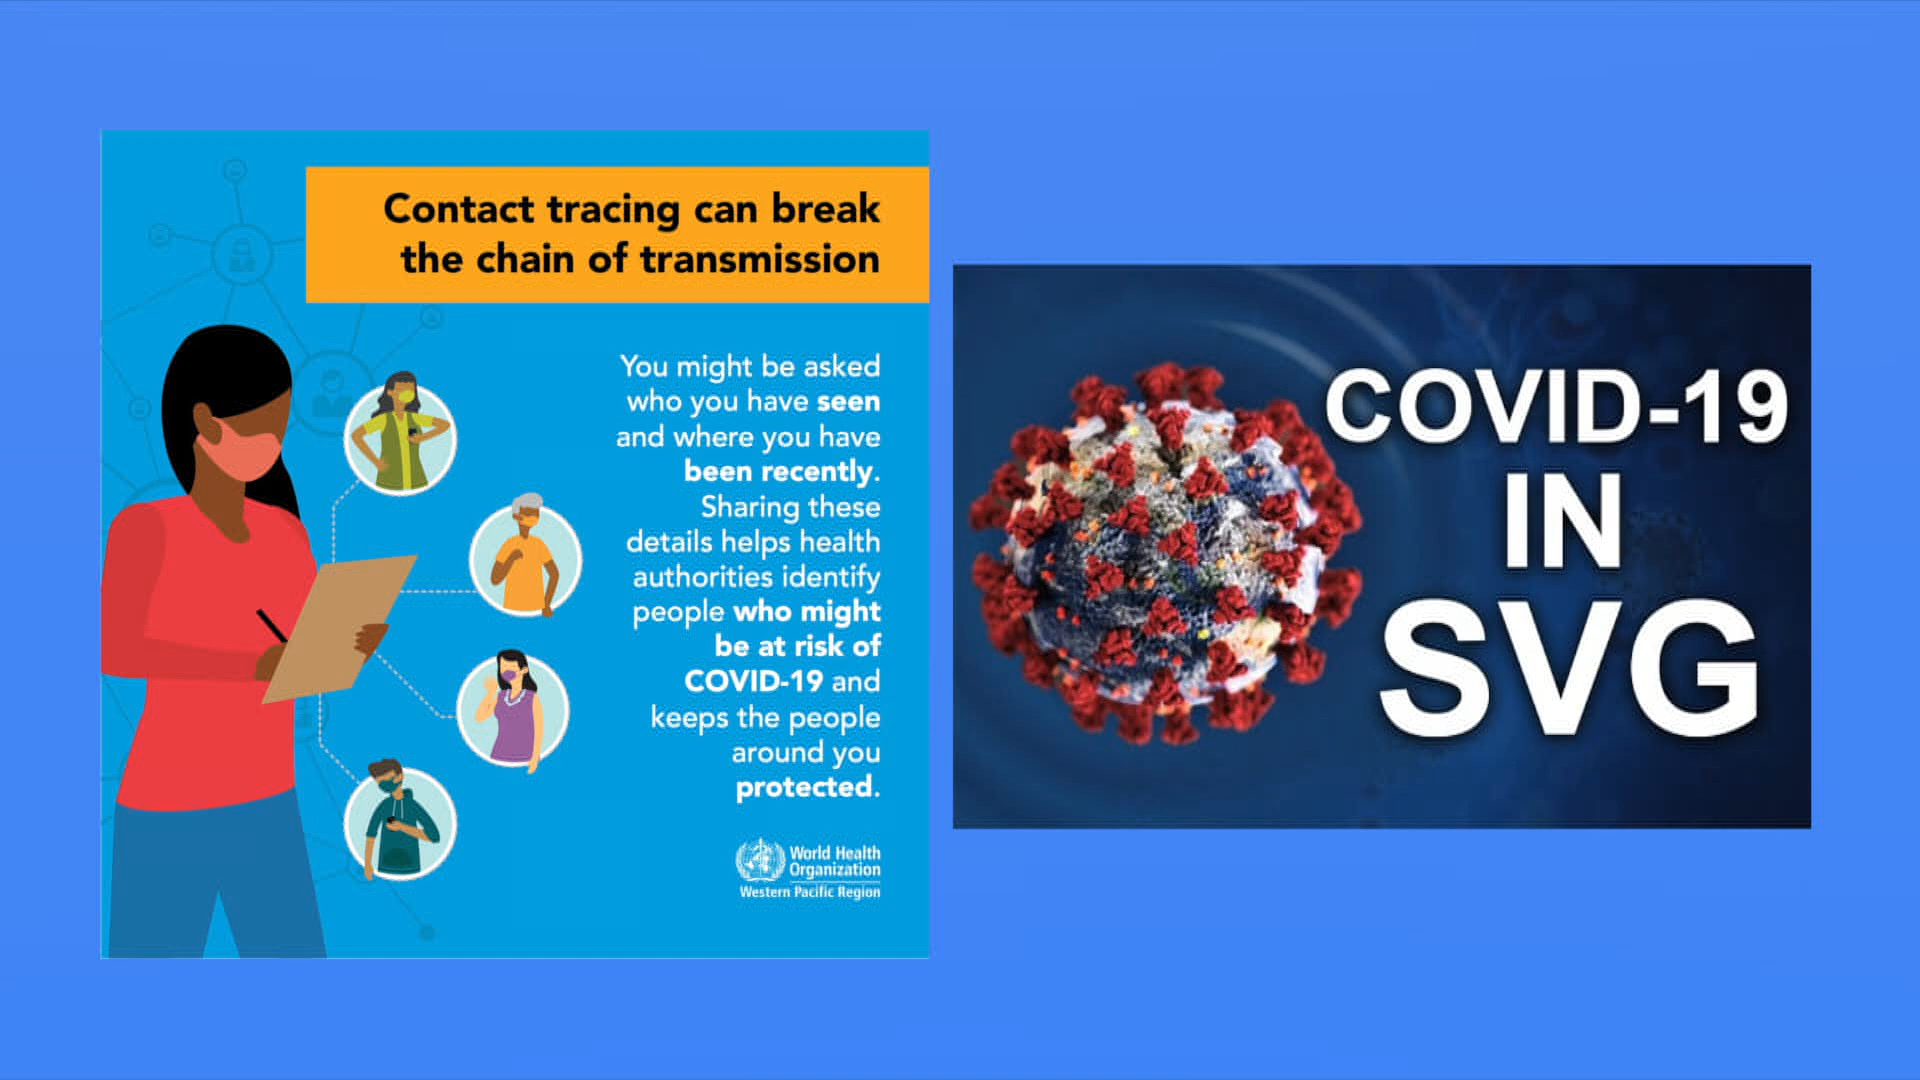 Contact tracing can break
the chain of transmission
You might be asked
who you have seen
and where you have
been recently.
Sharing these
details helps health
authorities identify
people who might
be at risk of
COVID-19 and
keeps the people
around you
protected.
World Health
Organization
Western Pacific Region
COVID-19
IN
SVG